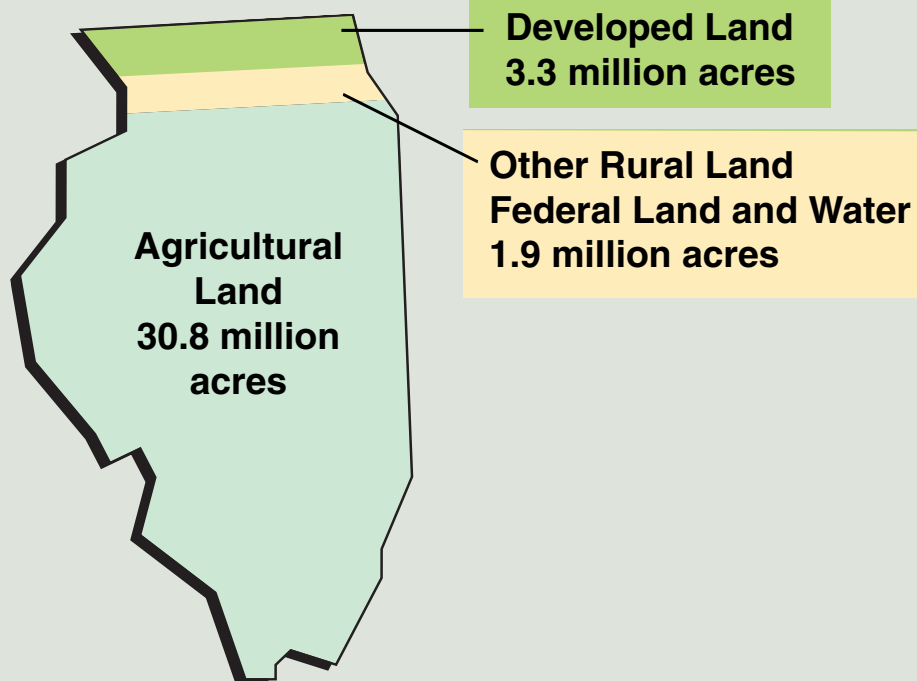 Developed Land
3.3 million acres
Other Rural Land
Federal Land and Water
1.9 million acres
Agricultural
Land
30.8 million
acres